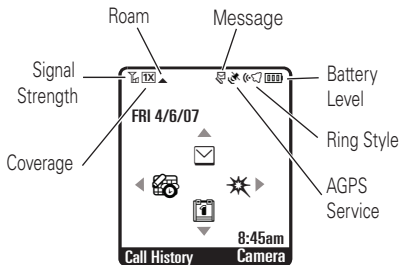 Roam
Message
Signal
Strength
Battery
Level
1X
FRI 4/6/07
Ring Style
Coverage
AGPS
Service
1
8:45am
Call History
Camera